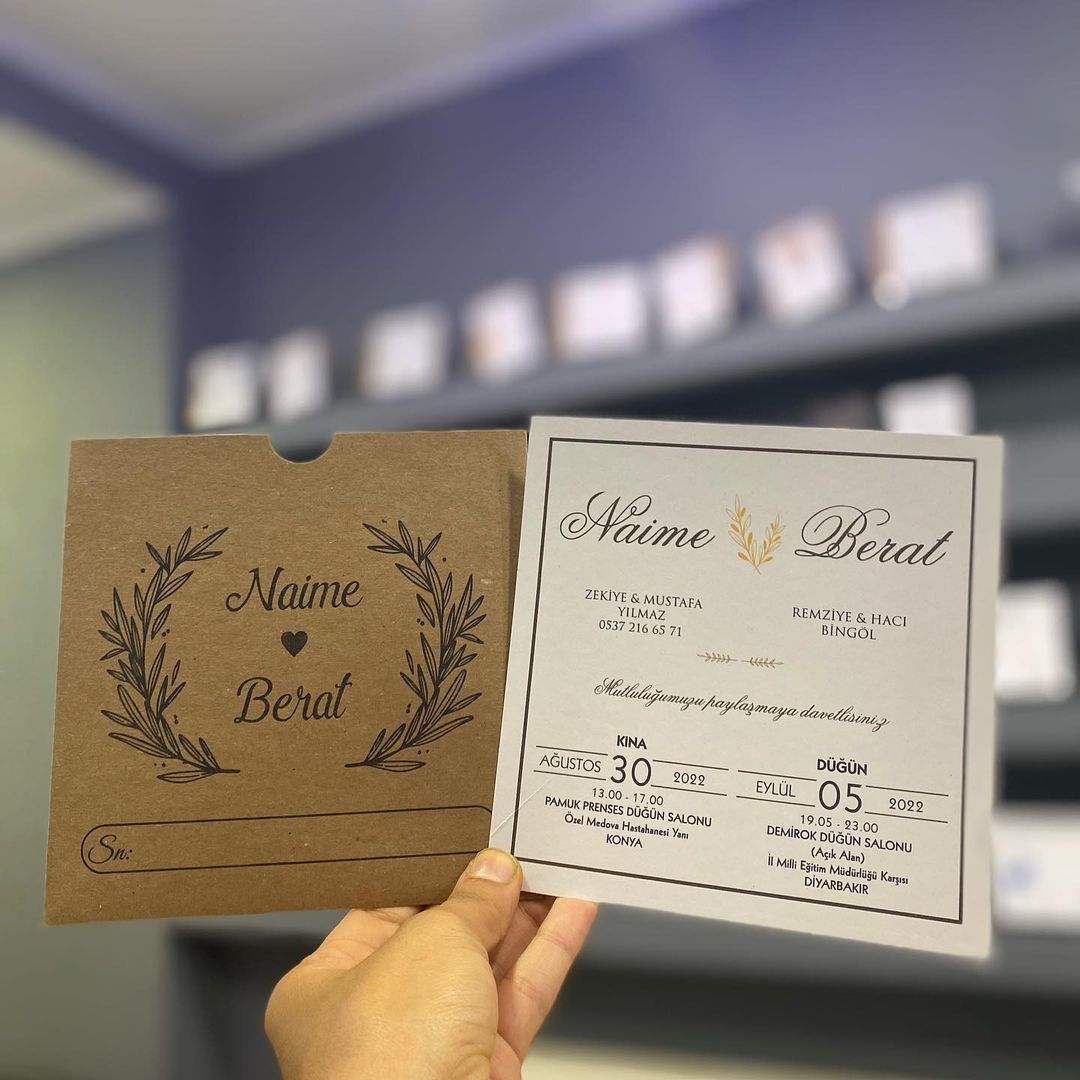 Naime
Berat
Sn:
Naime Berat
ZEKİYE & MUSTAFA
YILMAZ
0537 216 65 71
REMZİYE & HACI
BİNGÖL
Mutluluğumuzu paylaşmaya davetlisiniz
KINA
AĞUSTOS 30 2022
13.00 - 17.00
PAMUK PRENSES DÜĞÜN SALONU
Özel Medova Hastahanesi Yanı
KONYA
DÜĞÜN
EYLÜL 05 2022
19.05 - 23.00
DEMİROK DÜĞÜN SALONU
(Açık Alan)
İl Milli Eğitim Müdürlüğü Karşısı
DİYARBAKIR